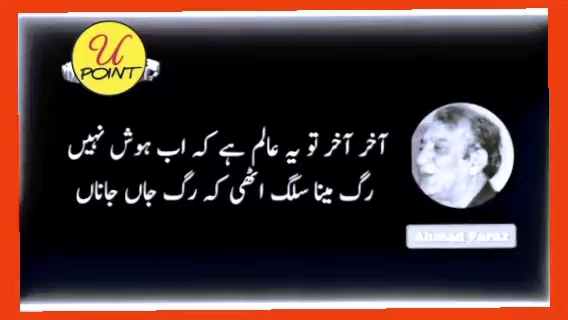 U
POINT
آخر آخر تو یہ عالم ہے کہ اب ہوش نہیں
رگ مینا سلگ اٹھی کہ رگ جاں جاناں
Ahmad Faraz